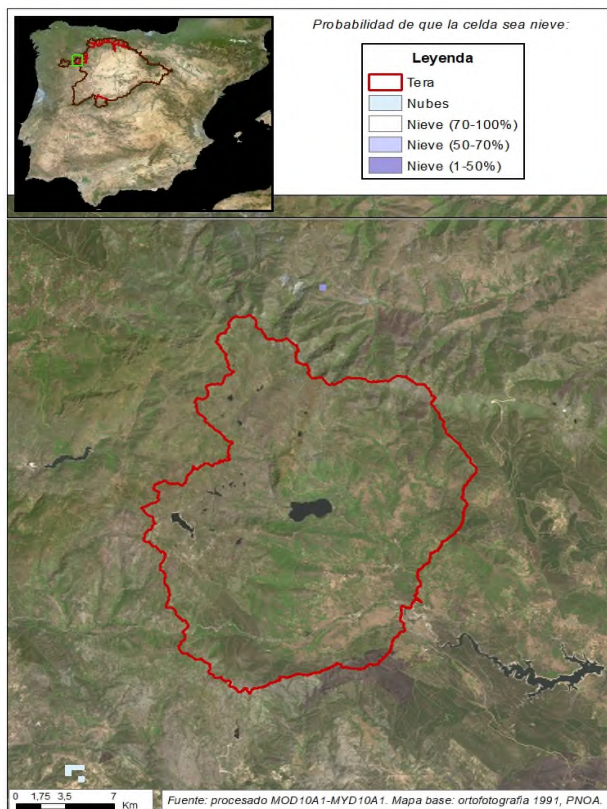 Probabilidad de que la celda sea nieve:
Leyenda
Tera
Nubes
Nieve (70-100%)
Nieve (50-70%)
Nieve (1-50%)
0 1,75 3,5 7
Km
Fuente: procesado MOD10A1-MYD10A1. Mapa base: ortofotografia 1991, PNOA